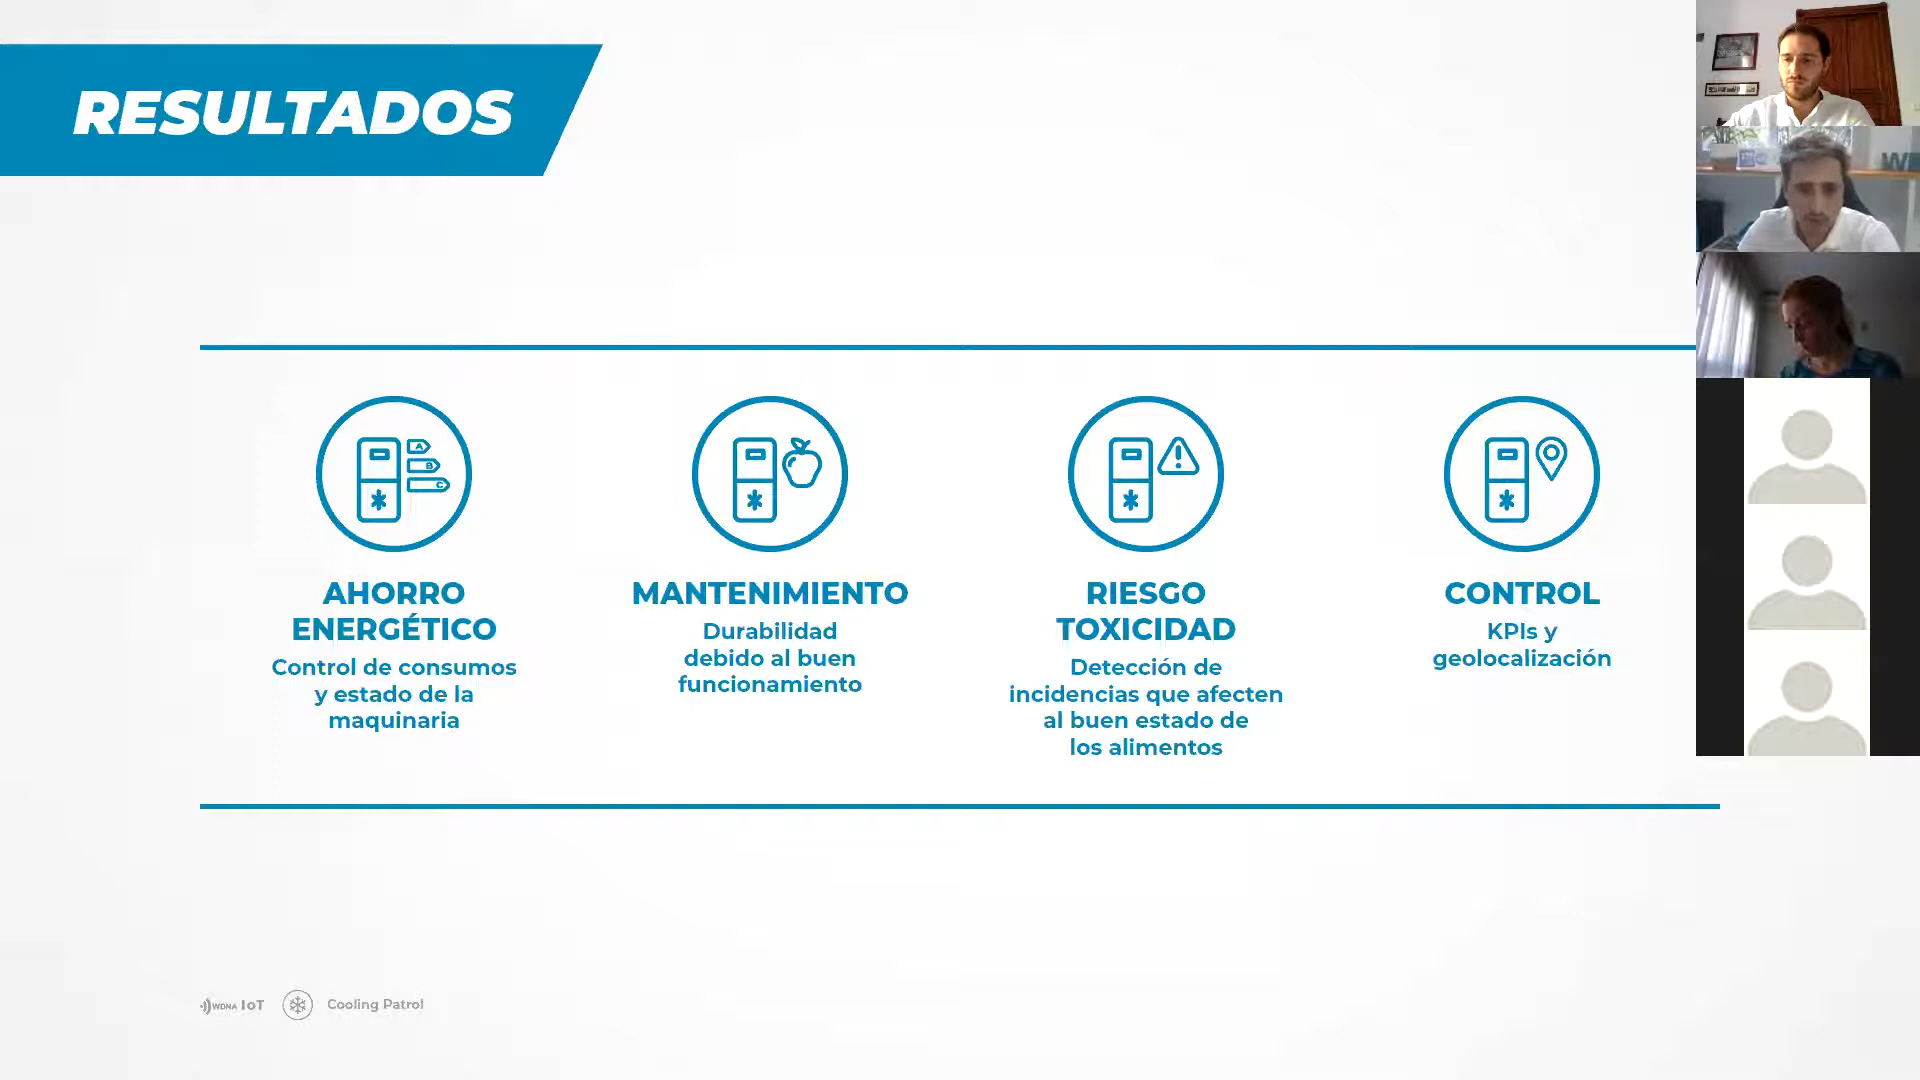 RESULTADOS
A
B
C
AHORRO
ENERGÉTICO
Control de consumos
y estado de la
maquinaria
MANTENIMIENTO
Durabilidad
debido al buen
funcionamiento
RIESGO
TOXICIDAD
Detección de
incidencias que afecten
al buen estado de
los alimentos
CONTROL
KPIs y
geolocalización
WDNA IoT
Cooling Patrol